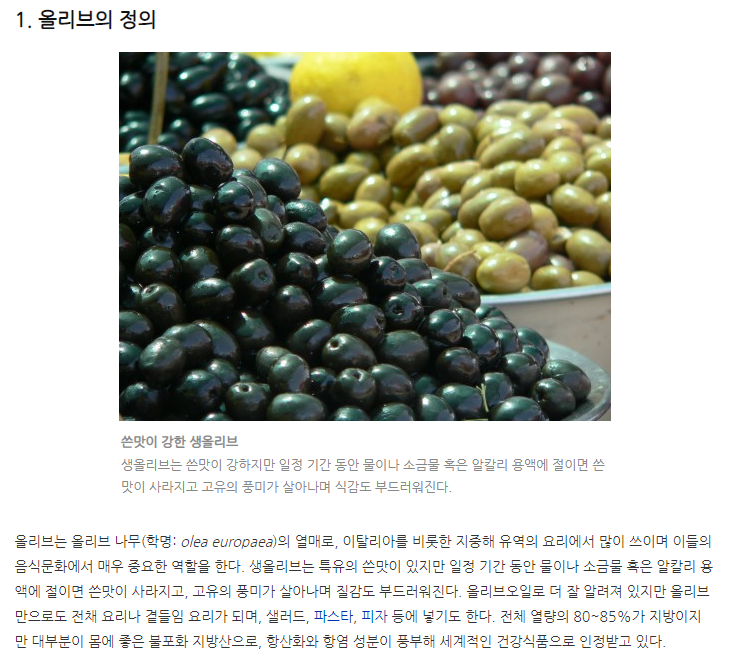 1. 올리브의 정의
쓴맛이 강한 생올리브
생올리브는 쓴맛이 강하지만 일정 기간 동안 물이나 소금물 혹은 알칼리 용액에 절이면 쓴
맛이 사라지고 고유의 풍미가 살아나며 식감도 부드러워진다.
올리브는 올리브 나무(학명: olea europaea)의 열매로, 이탈리아를 비롯한 지중해 유역의 요리에서 많이 쓰이며 이들의
음식문화에서 매우 중요한 역할을 한다. 생올리브는 특유의 쓴맛이 있지만 일정 기간 동안 물이나 소금물 혹은 알칼리 용
액에 절이면 쓴맛이 사라지고, 고유의 풍미가 살아나며 질감도 부드러워진다. 올리브오일로 더 잘 알려져 있지만 올리브
만으로도 전채 요리나 곁들임 요리가 되며, 샐러드, 파스타, 피자 등에 넣기도 한다. 전체 열량의 80~85%가 지방이지
만 대부분이 몸에 좋은 불포화 지방산으로, 항산화와 항염 성분이 풍부해 세계적인 건강식품으로 인정받고 있다.